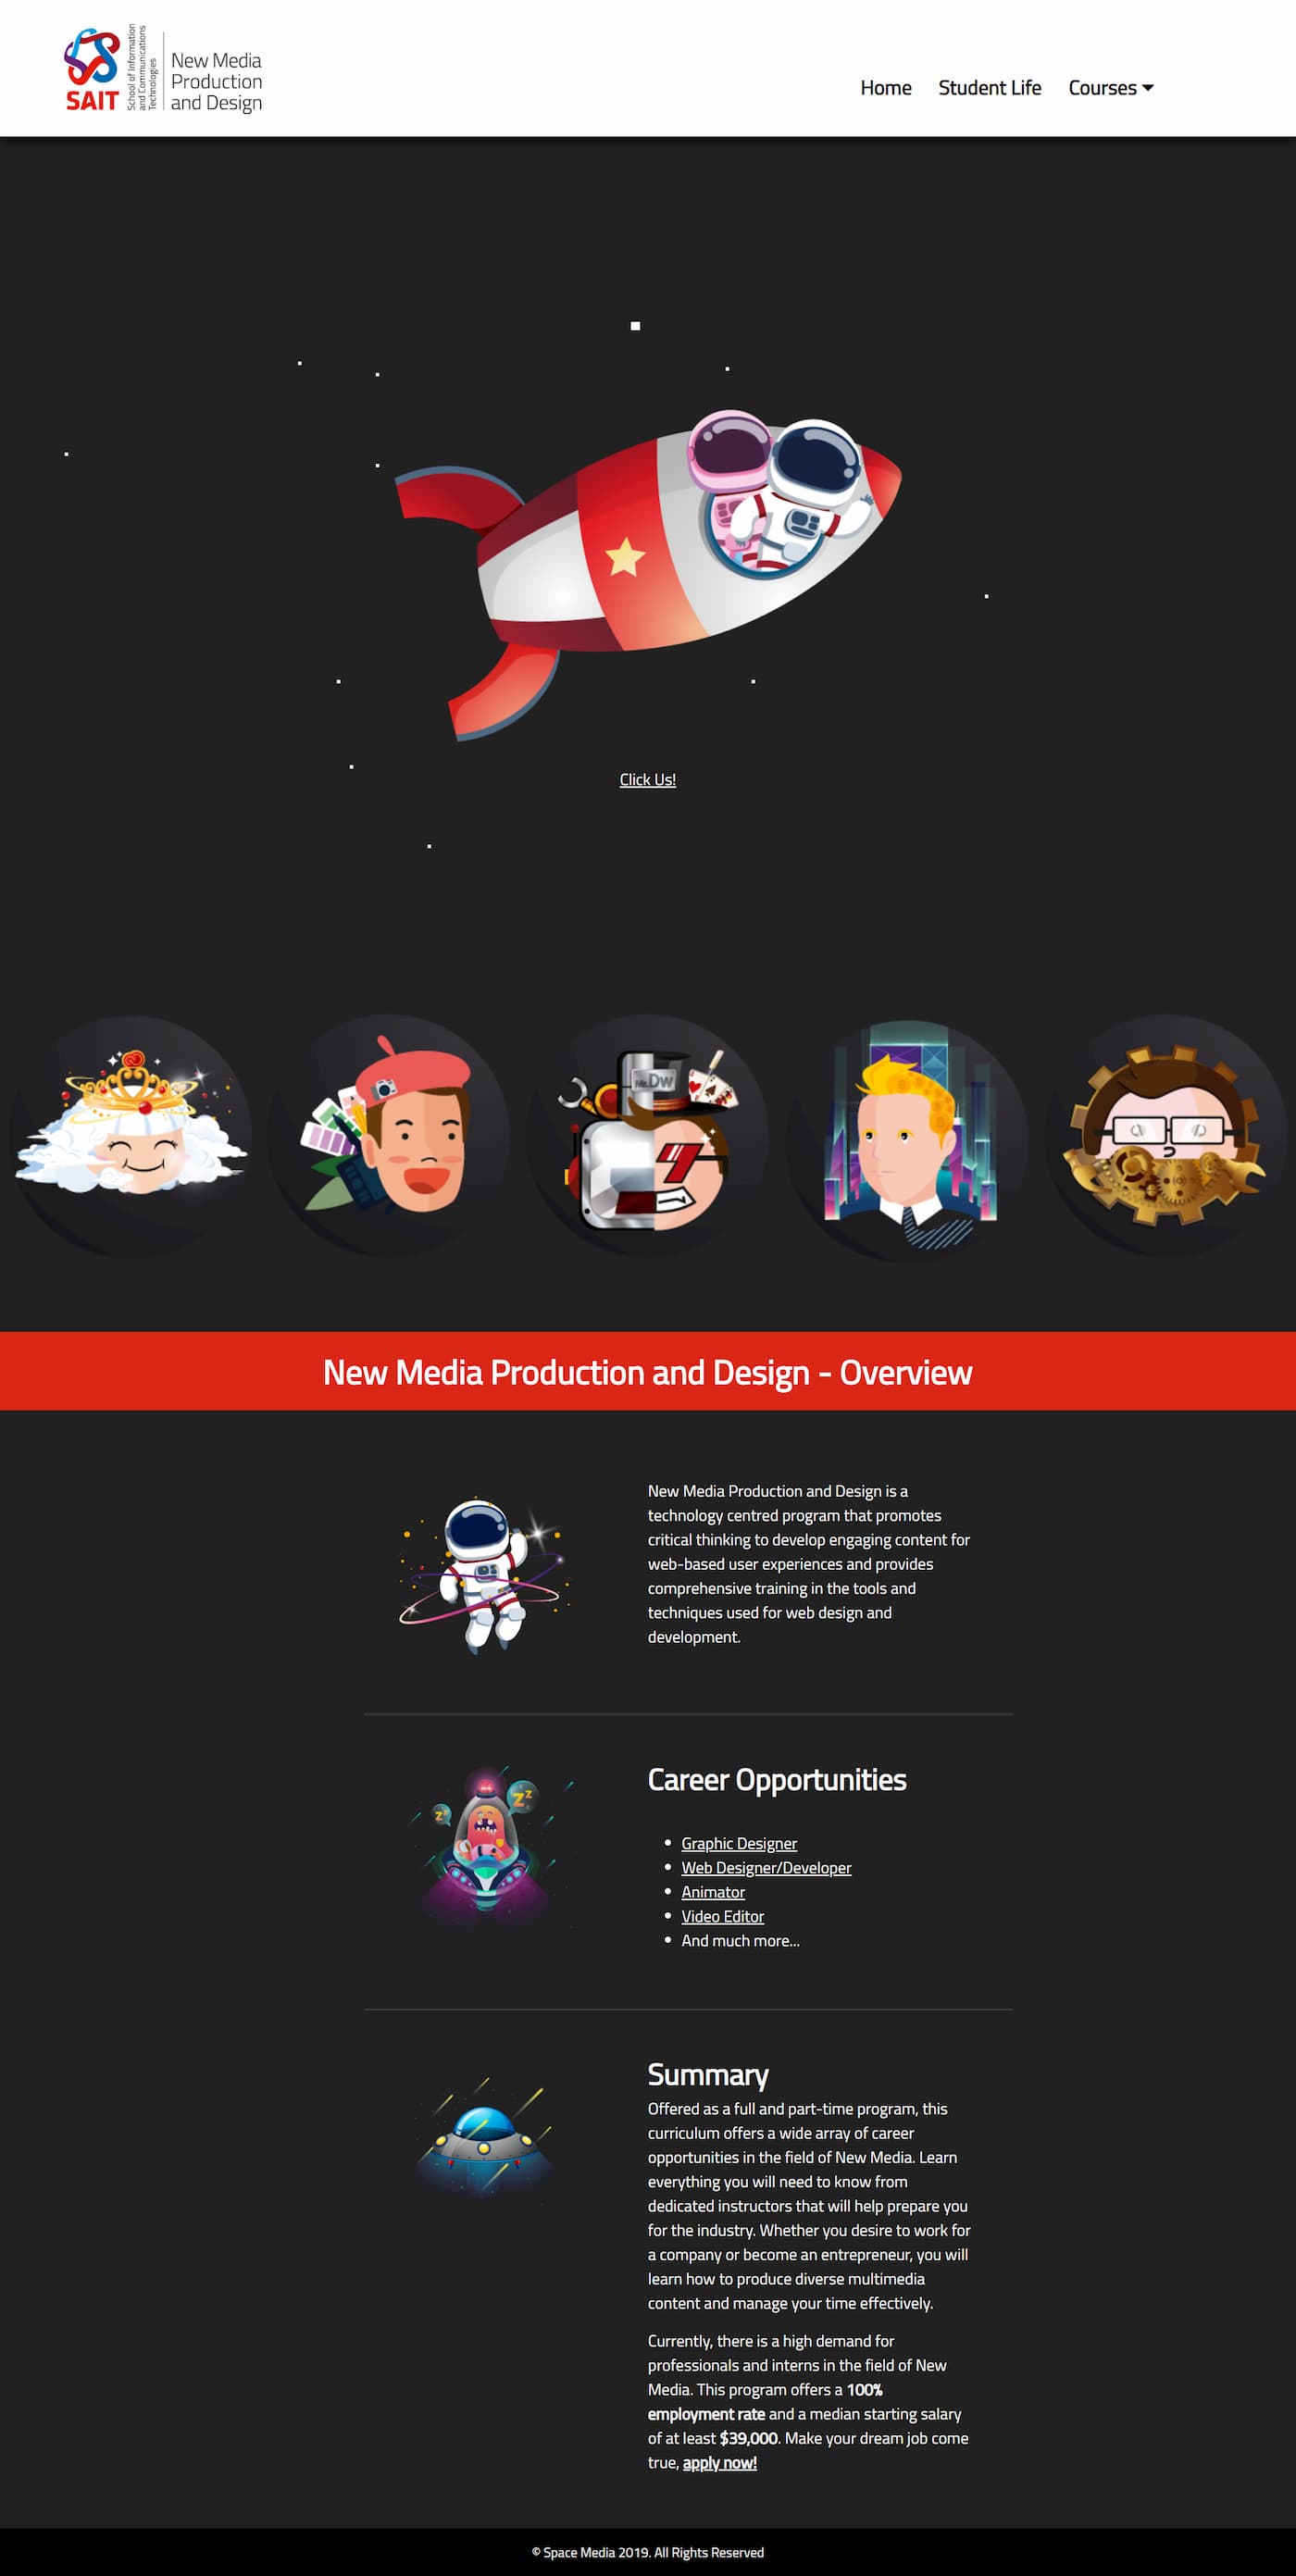 SAIT
School of Information
and Communications
Technologies
New Media
Production
and Design
Home
Student Life
Courses
Click Us!
Mr.Dw
New Media Production and Design - Overview
New Media Production and Design is a
technology centred program that promotes
critical thinking to develop engaging content for
web-based user experiences and provides
comprehensive training in the tools and
techniques used for web design and
development.
Z Z
Z Z
Career Opportunities
• Graphic Designer
• Web Designer/Developer
• Animator
• Video Editor
• And much more...
Summary
Offered as a full and part-time program, this
curriculum offers a wide array of career
opportunities in the field of New Media. Learn
everything you will need to know from
dedicated instructors that will help prepare you
for the industry. Whether you desire to work for
a company or become an entrepreneur, you will
learn how to produce diverse multimedia
content and manage your time effectively.
Currently, there is a high demand for
professionals and interns in the field of New
Media. This program offers a 100%
employment rate and a median starting salary
of at least $39,000. Make your dream job come
true, apply now!
© Space Media 2019. All Rights Reserved